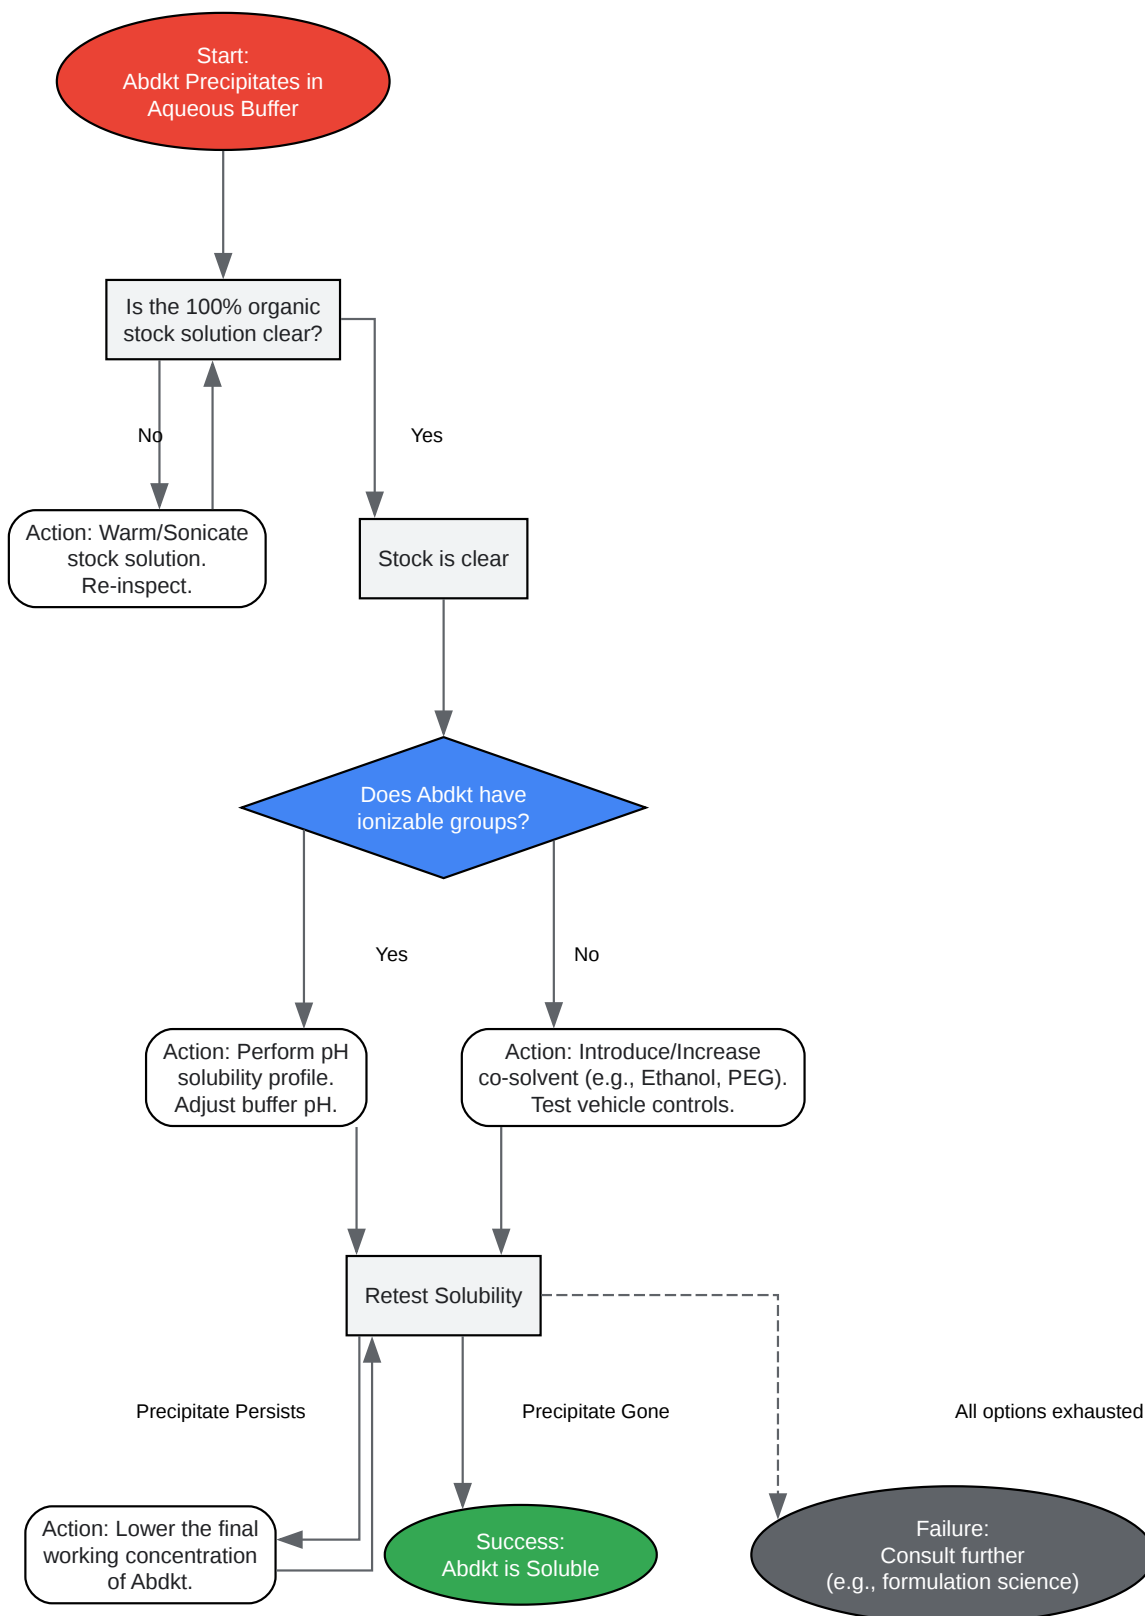 Start:
Abdkt Precipitates in
Aqueous Buffer
Is the 100% organic
stock solution clear?
No
Yes
Action: Warm/Sonicate
stock solution.
Re-inspect.
Stock is clear
Does Abdkt have
ionizable groups?
Yes
No
Action: Perform pH
solubility profile.
Adjust buffer pH.
Action: Introduce/Increase
co-solvent (e.g., Ethanol, PEG).
Test vehicle controls.
Retest Solubility
Precipitate Persists
Precipitate Gone
All options exhausted
Action: Lower the final
working concentration
of Abdkt.
Success:
Abdkt is Soluble
Failure:
Consult further
(e.g., formulation science)